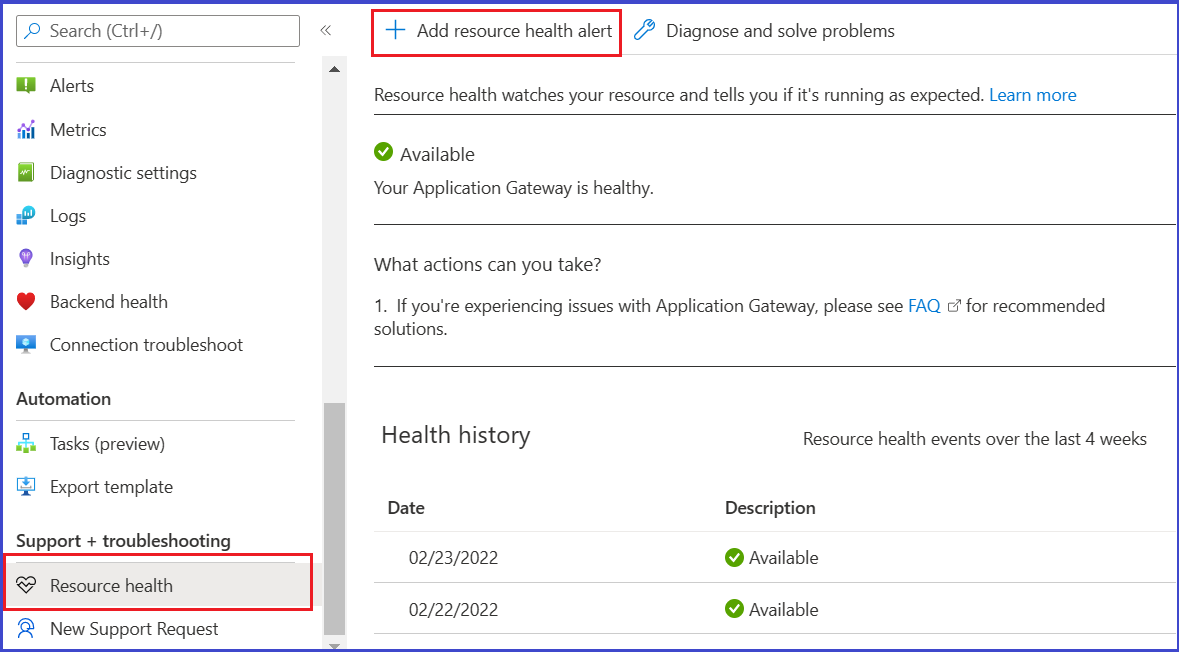 Search (Ctrl+/)
«
Alerts
Metrics
Diagnostic settings
Logs
Insights
Backend health
Connection troubleshoot
Automation
Tasks (preview)
Export template
Support + troubleshooting
Resource health
New Support Request
Add resource health alert
Diagnose and solve problems
Resource health watches your resource and tells you if it's running as expected. Learn more
Available
Your Application Gateway is healthy.
What actions can you take?
1. If you're experiencing issues with Application Gateway, please see FAQ for recommended
solutions.
Health history
Resource health events over the last 4 weeks
Date Description
02/23/2022 Available
02/22/2022 Available